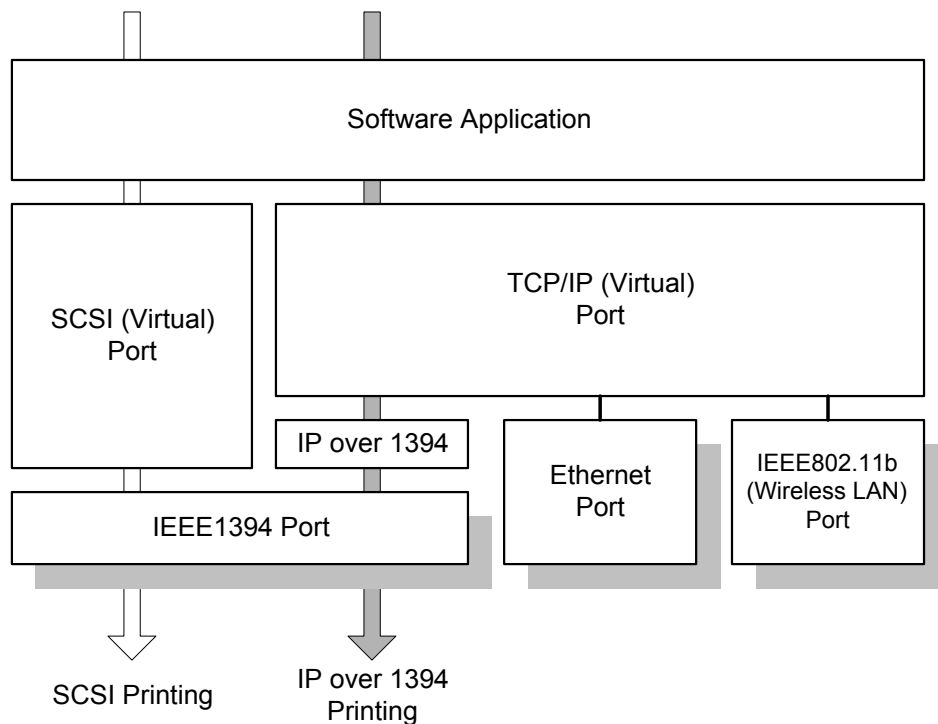 Software Application
SCSI (Virtual)
Port
TCP/IP (Virtual)
Port
IP over 1394
Ethernet
Port
IEEE802.11b
(Wireless LAN)
Port
IEEE1394 Port
SCSI Printing
IP over 1394
Printing